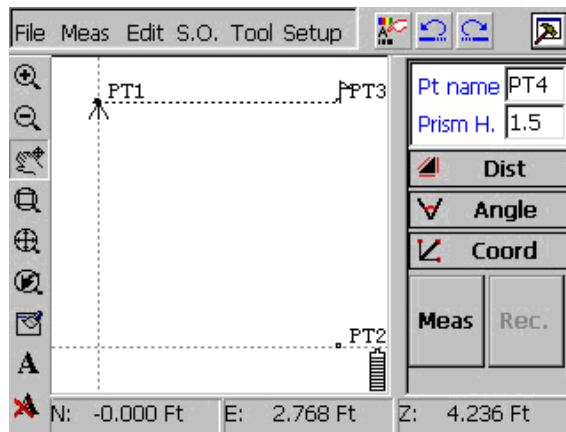 File Meas Edit S.O. Tool Setup
PT1
PT3
PT2
Pt name PT4
Prism H. 1.5
Dist
Angle
Coord
Meas Rec.
A
N: -0.000 Ft E: 2.768 Ft Z: 4.236 Ft